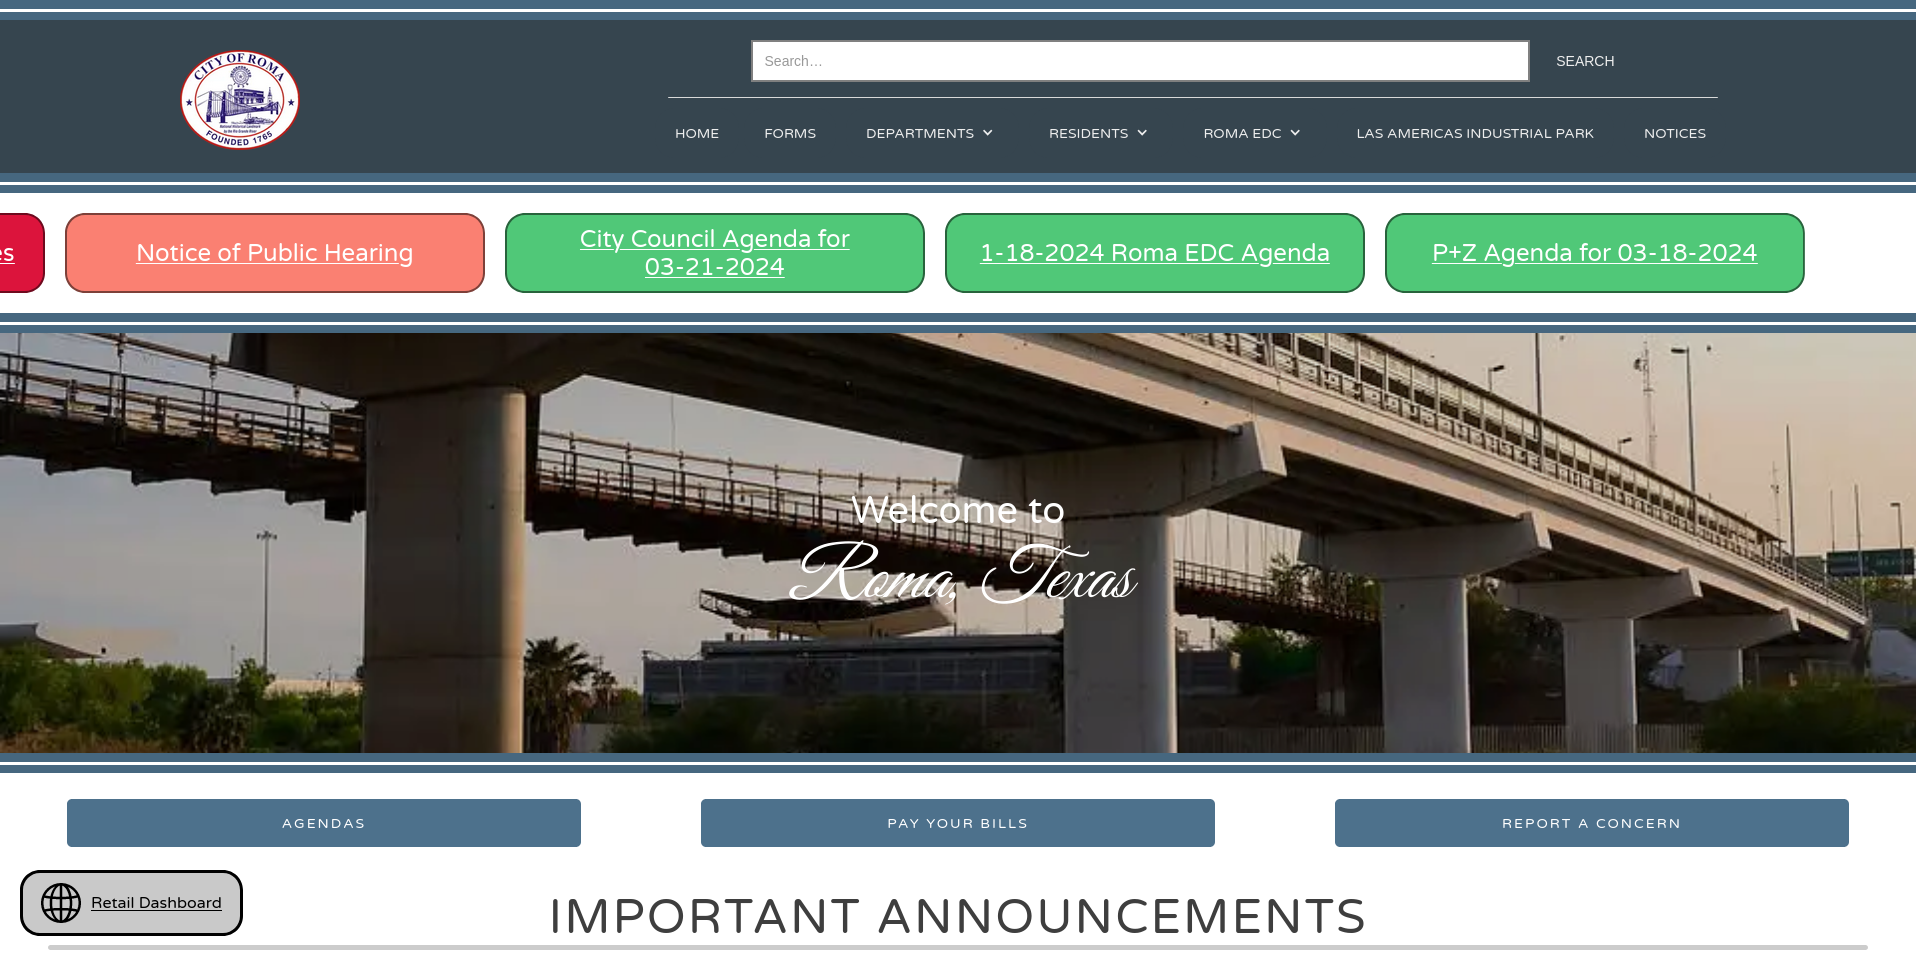 CITY OF ROMA
FOUNDED 1765
Search…
SEARCH
HOME
FORMS
DEPARTMENTS
RESIDENTS
ROMA EDC
LAS AMERICAS INDUSTRIAL PARK
NOTICES
es
Notice of Public Hearing
City Council Agenda for
03-21-2024
1-18-2024 Roma EDC Agenda
P+Z Agenda for 03-18-2024
Welcome to
Roma, Texas
AGENDAS
PAY YOUR BILLS
REPORT A CONCERN
Retail Dashboard
IMPORTANT ANNOUNCEMENTS